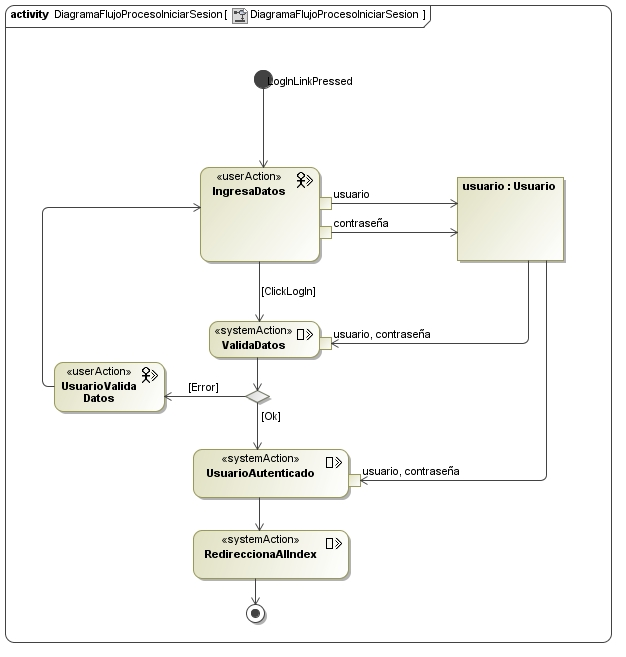 activity DiagramaFlujoProcesoIniciarSesion [ DiagramaFlujoProcesoIniciarSesion ]
LogInLinkPressed
«userAction»
IngresaDatos
usuario
contraseña
usuario : Usuario
[ClickLogIn]
«systemAction»
ValidaDatos
usuario, contraseña
«userAction»
UsuarioValida
Datos
[Error]
[Ok]
«systemAction»
UsuarioAutenticado
usuario, contraseña
«systemAction»
RedireccionaAlIndex